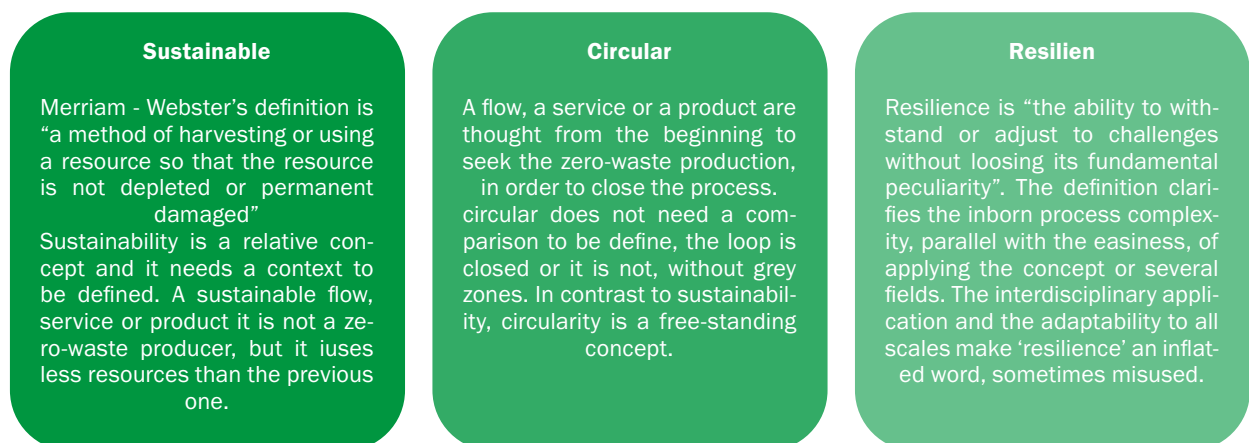 Sustainable
Merriam - Webster’s definition is
“a method of harvesting or using
a resource so that the resource
is not depleted or permanent
damaged”
Sustainability is a relative con-
cept and it needs a context to
be defined. A sustainable flow,
service or product it is not a ze-
ro-waste producer, but it iuses
less resources than the previous
one.
Circular
A flow, a service or a product are
thought from the beginning to
seek the zero-waste production,
in order to close the process.
circular does not need a com-
parison to be define, the loop is
closed or it is not, without grey
zones. In contrast to sustainabil-
ity, circularity is a free-standing
concept.
Resilien
Resilience is “the ability to with-
stand or adjust to challenges
without loosing its fundamental
peculiarity”. The definition clari-
fies the inborn process complex-
ity, parallel with the easiness, of
applying the concept or several
fields. The interdisciplinary appli-
cation and the adaptability to all
scales make ‘resilience’ an inflat-
ed word, sometimes misused.